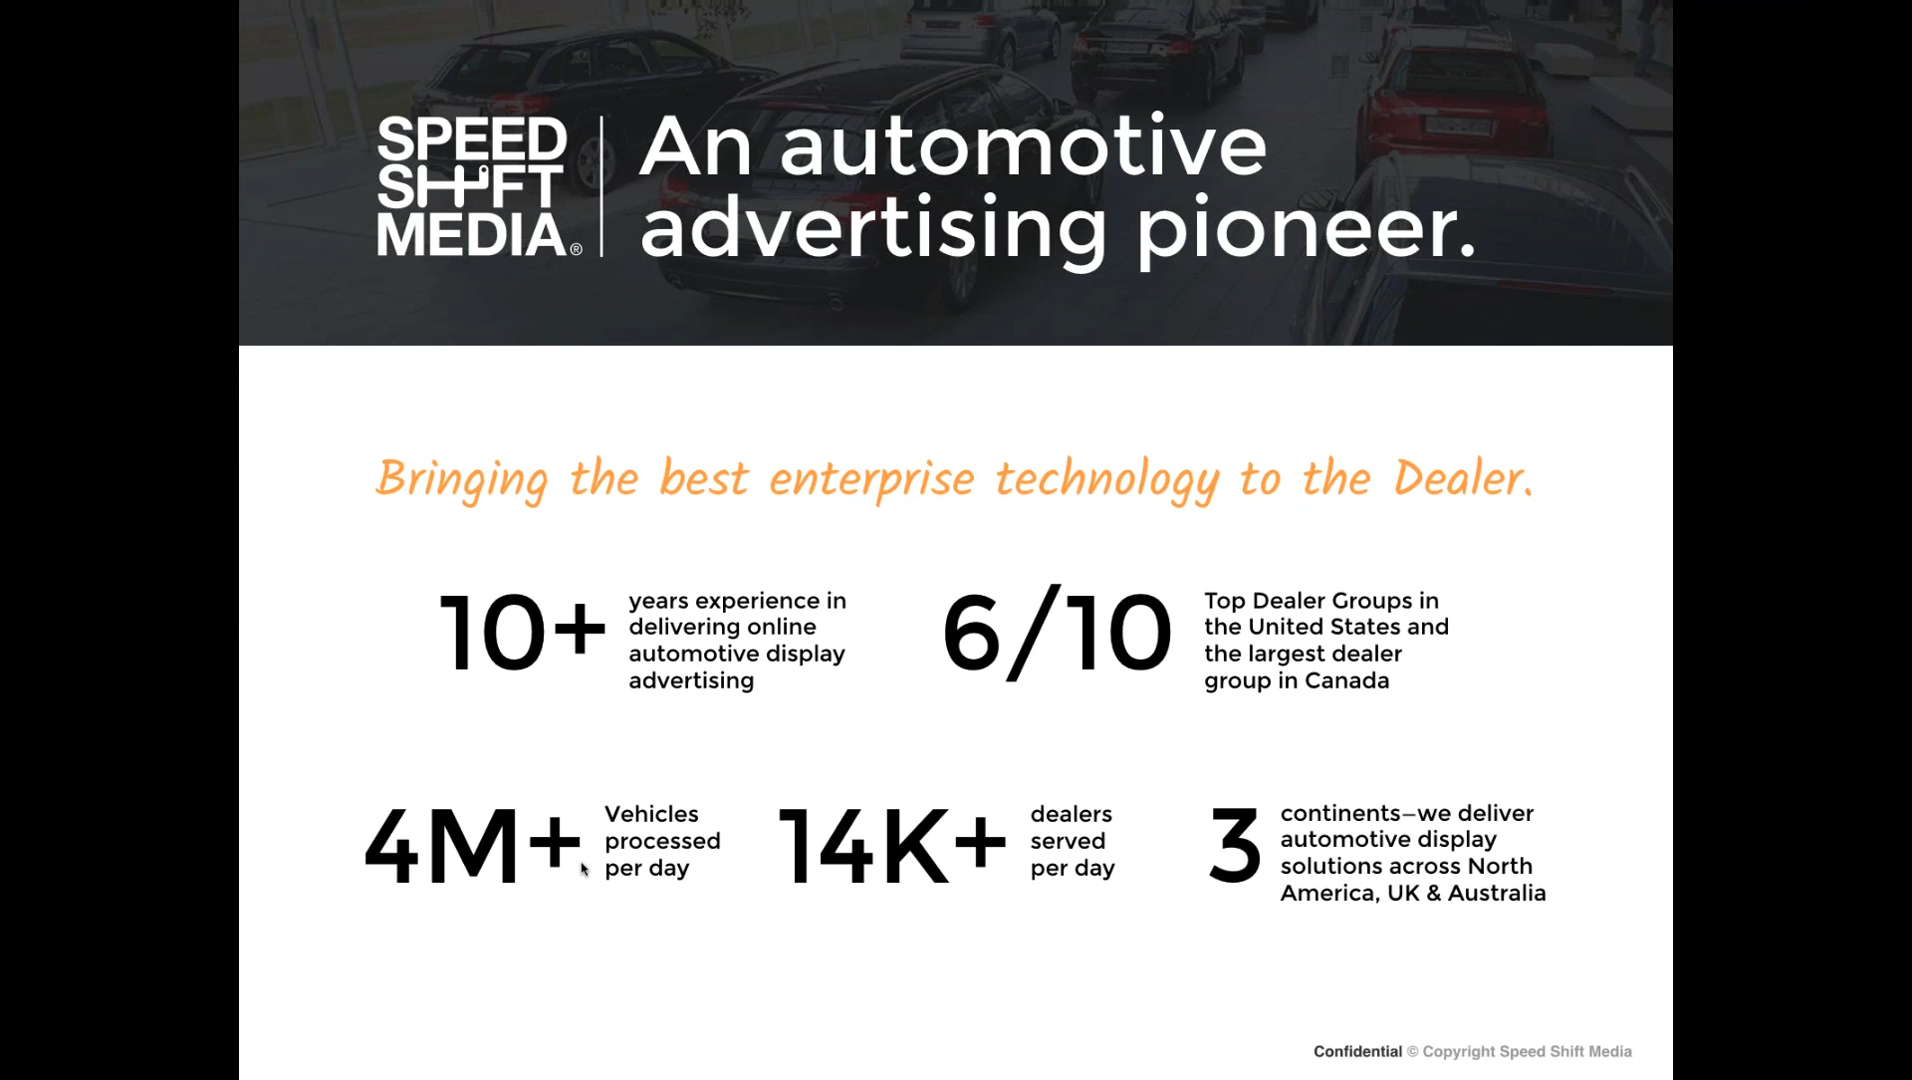 SPEED
SHIFT
MEDIA®
An automotive
advertising pioneer.
Bringing the best enterprise technology to the Dealer.
10+
years experience in
delivering online
automotive display
advertising
6/10
Top Dealer Groups in
the United States and
the largest dealer
group in Canada
4M+
Vehicles
processed
per day
14K+
dealers
served
per day
3
continents—we deliver
automotive display
solutions across North
America, UK & Australia
Confidential © Copyright Speed Shift Media